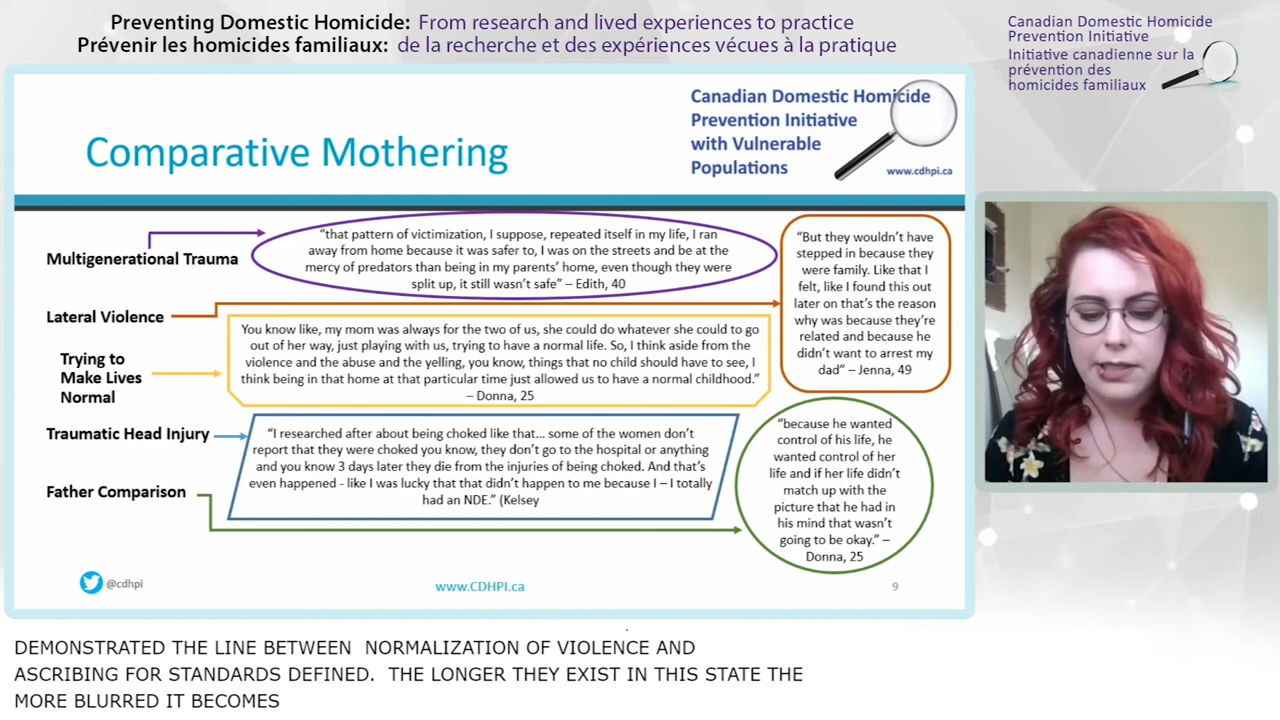 Preventing Domestic Homicide: From research and lived experiences to practice
Prévenir les homicides familiaux: de la recherche et des expériences vécues à la pratique
Canadian Domestic Homicide
Prevention Initiative
Initiative canadienne sur la
prévention des
homicides familiaux
Comparative Mothering
Canadian Domestic Homicide
Prevention Initiative
with Vulnerable
Populations
www.cdhpi.ca
Multigenerational Trauma
“that pattern of victimization, I suppose, repeated itself in my life, I ran
away from home because it was safer to, I was on the streets and be at the
mercy of predators than being in my parents’ home, even though they were
split up, it still wasn’t safe” – Edith, 40
Lateral Violence
“But they wouldn’t have
stepped in because they
were family. Like that I
felt, like I found this out
later on that’s the reason
why was because they’re
related and because he
didn’t want to arrest my
dad” – Jenna, 49
Trying to
Make Lives
Normal
You know like, my mom was always for the two of us, she could do whatever she could to go
out of her way, just playing with us, trying to have a normal life. So, I think aside from the
violence and the abuse and the yelling, you know, things that no child should have to see, I
think being in that home at that particular time just allowed us to have a normal childhood.”
– Donna, 25
Traumatic Head Injury
“I researched after about being choked like that... some of the women don’t
report that they were choked you know, they don’t go to the hospital or anything
and you know 3 days later they die from the injuries of being choked. And that’s
even happened - like I was lucky that that didn’t happen to me because I – I totally
had an NDE.” (Kelsey
Father Comparison
“because he wanted
control of his life, he
wanted control of her
life and if her life didn’t
match up with the
picture that he had in
his mind that wasn’t
going to be okay.” –
Donna, 25
@cdhpi
www.CDHPI.ca
9
DEMONSTRATED THE LINE BETWEEN  NORMALIZATION OF VIOLENCE AND
ASCRIBING FOR STANDARDS DEFINED.  THE LONGER THEY EXIST IN THIS STATE THE
MORE BLURRED IT BECOMES